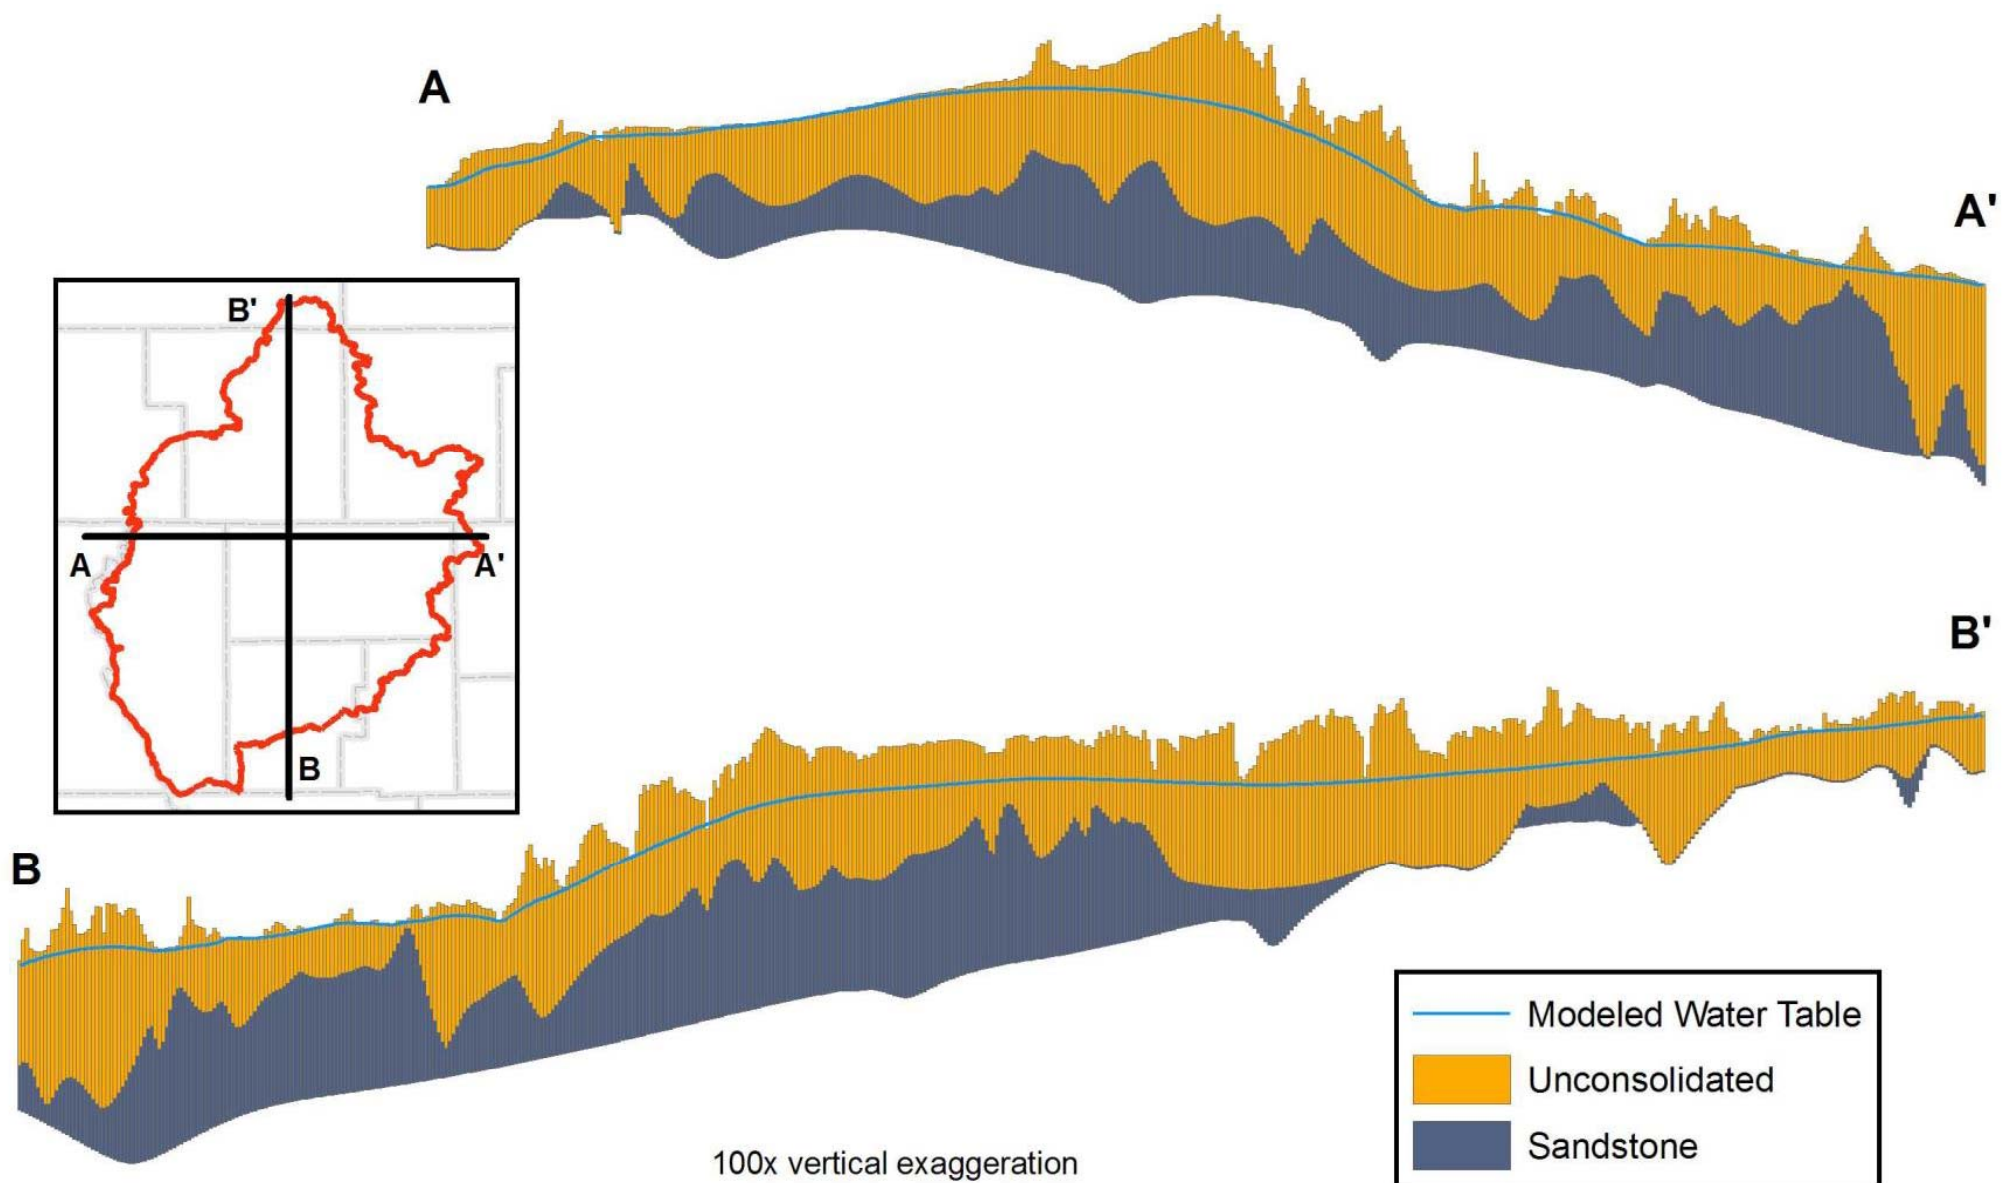 A
A'
B'
A
A'
B
B'
B
Modeled Water Table
Unconsolidated
Sandstone
100x vertical exaggeration